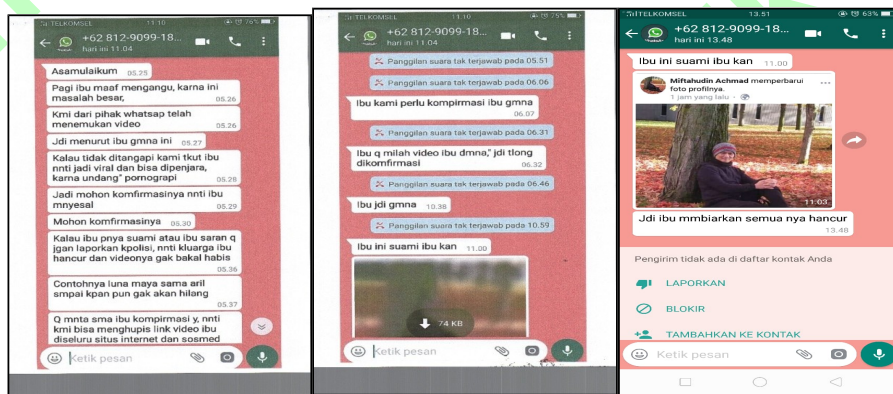 TELKOMSEL 11.10 76%
+62 812-9099-18...
hari ini 11.04
Asamulaikum 05.25
Pagi ibu maaf mengangu, karna ini
masalah besar, 05.26
Kmi dari pihak whatsap telah
menemukan video 05.26
Jdi menurut ibu gmna ini 05.27
Kalau tidak ditangapi kami tkut ibu
nnti jadi viral dan bisa dipenjara,
karna undang" pornograpi 05.28
Jadi mohon komfirmasinya nnti ibu
mnyesal 05.29
Mohon komfirmasinya 05.30
Kalau ibu pnya suami atau ibu saran q
jgan laporkan kpolisi, nnti kluarga ibu
hancur dan videonya gak bakal habis
05.36
Contohnya luna maya sama aril
smpai kpan pun gak akan hilang
05.37
Q mnta sma ibu kompirmasi y, nnti
kmi bisa menghupis link video ibu
diseluru situs internet dan sosmed
Ketik pesan
TELKOMSEL 11.10 75%
+62 812-9099-18...
hari ini 11.04
Panggilan suara tak terjawab pada 05.51
Panggilan suara tak terjawab pada 06.06
Ibu kami perlu kompirmasi ibu gmna
06.07
Panggilan suara tak terjawab pada 06.31
Ibu q milah video ibu dmna," jdi tlong
dikomfirmasi 06.32
Panggilan suara tak terjawab pada 06.46
Ibu jdi gmna 10.38
Panggilan suara tak terjawab pada 10.59
Ibu ini suami ibu kan 11.00
74 KB
Ketik pesan
TELKOMSEL 13.51 63%
+62 812-9099-18...
hari ini 13.48
Ibu ini suami ibu kan 11.00
Miftahudin Achmad memperbarui
foto profilnya.
1 jam yang lalu
11.03
Jdi ibu mmbiarkan semua nya hancur
13.48
Pengirim tidak ada di daftar kontak Anda
LAPORKAN
BLOKIR
TAMBAHKAN KE KONTAK
Ketik pesan